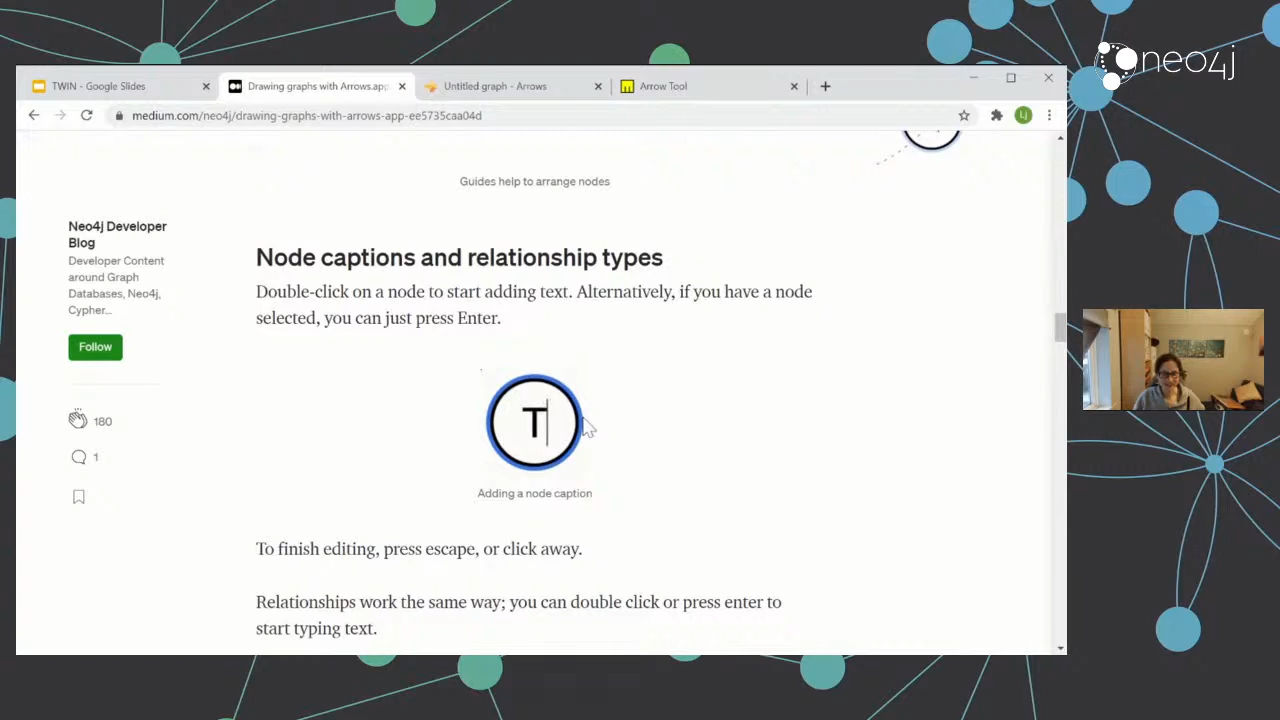 neo4j
TWIN - Google Slides
Drawing graphs with Arrows.app
Untitled graph - Arrows
Arrow Tool
medium.com/neo4j/drawing-graphs-with-arrows-app-ee5735caa04d
LJ
Guides help to arrange nodes
Neo4j Developer
Blog
Developer Content
around Graph
Databases, Neo4j,
Cypher...
Follow
180
1
Node captions and relationship types
Double-click on a node to start adding text. Alternatively, if you have a node
selected, you can just press Enter.
T
Adding a node caption
To finish editing, press escape, or click away.
Relationships work the same way; you can double click or press enter to
start typing text.